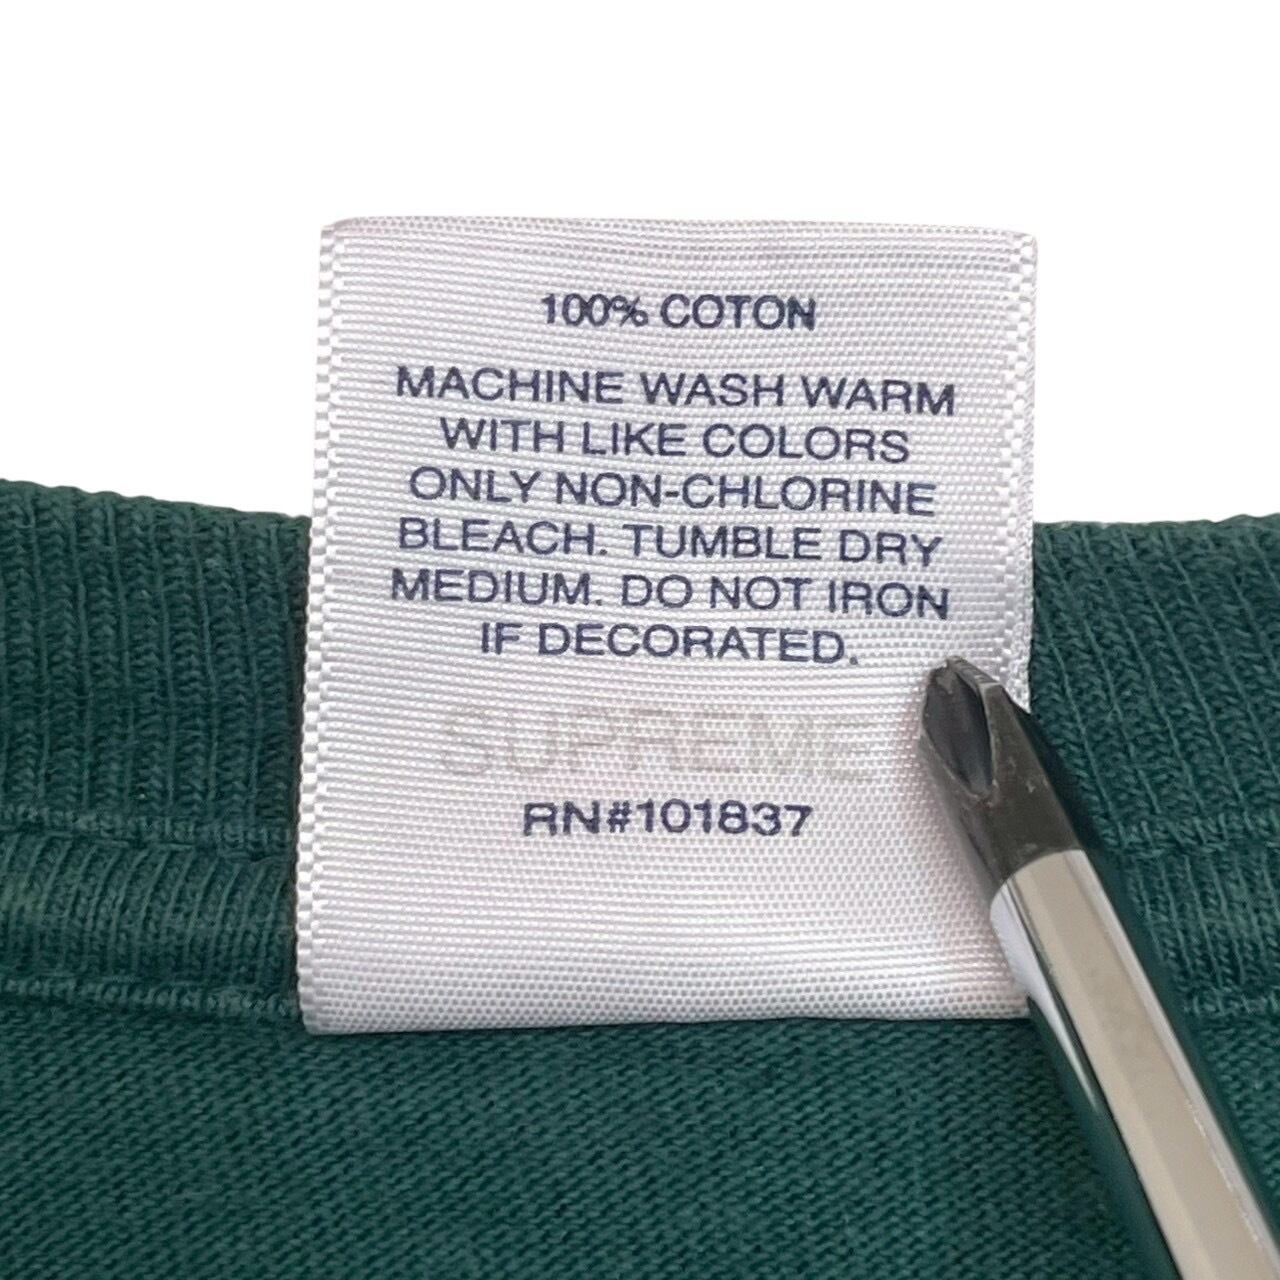 100% COTON
MACHINE WASH WARM
WITH LIKE COLORS
ONLY NON-CHLORINE
BLEACH. TUMBLE DRY
MEDIUM. DO NOT IRON
IF DECORATED.
SUPREME
RN#101837